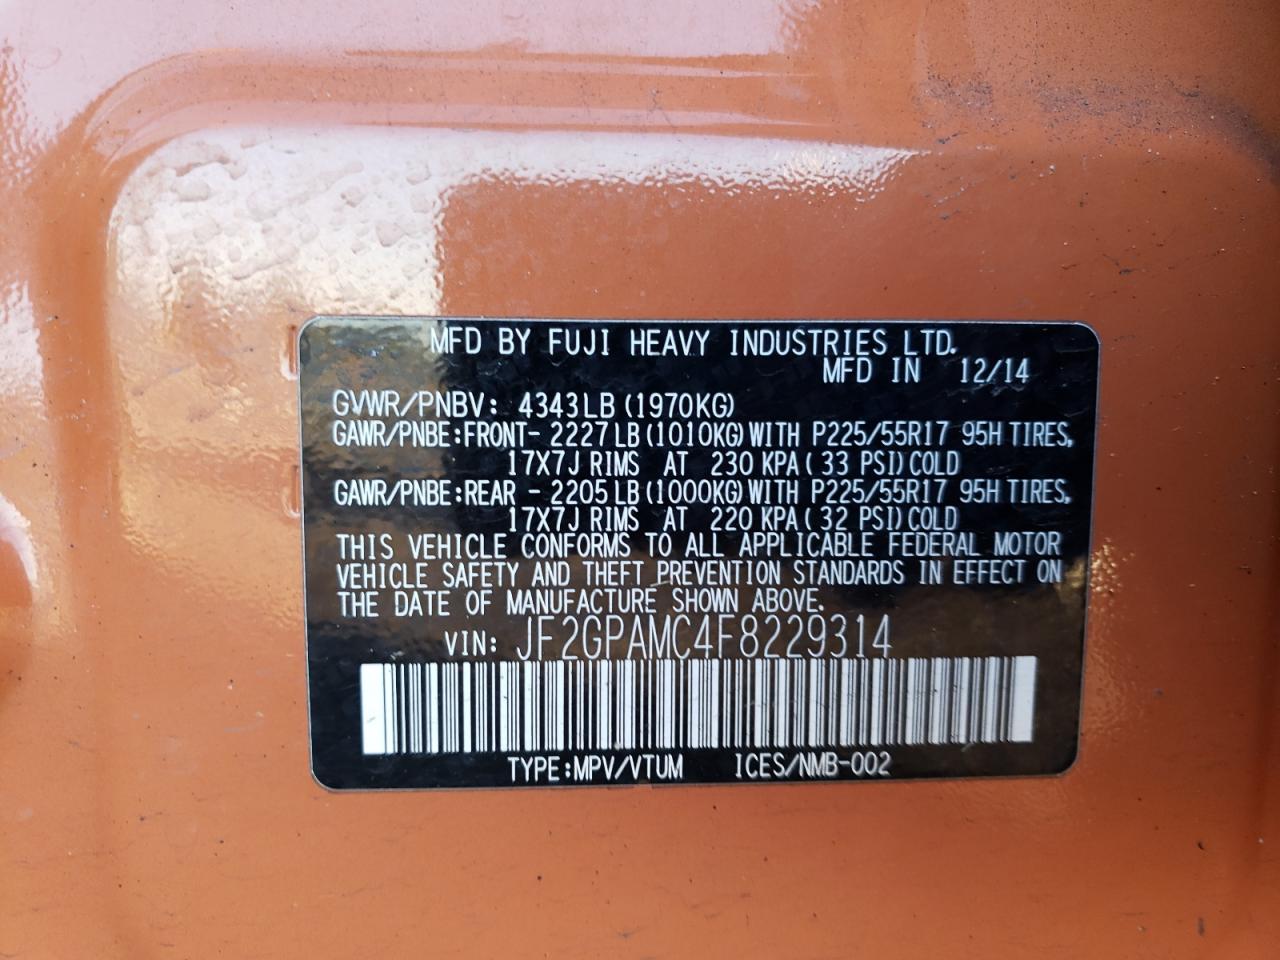 MFD BY FUJI HEAVY INDUSTRIES LTD.
MFD IN 12/14
GVWR/PNBV: 4343LB (1970KG)
GAWR/PNBE:FRONT- 2227 LB (1010KG) WITH P225/55R17 95H TIRES,
17X7J RIMS AT 230 KPA ( 33 PSI) COLD
GAWR/PNBE:REAR - 2205 LB (1000KG) WITH P225/55R17 95H TIRES,
17X7J RIMS AT 220 KPA ( 32 PSI) COLD
THIS VEHICLE CONFORMS TO ALL APPLICABLE FEDERAL MOTOR
VEHICLE SAFETY AND THEFT PREVENTION STANDARDS IN EFFECT ON
THE DATE OF MANUFACTURE SHOWN ABOVE.
VIN: JF2GPAMC4F8229314
TYPE:MPV/VTUM ICES/NMB-002